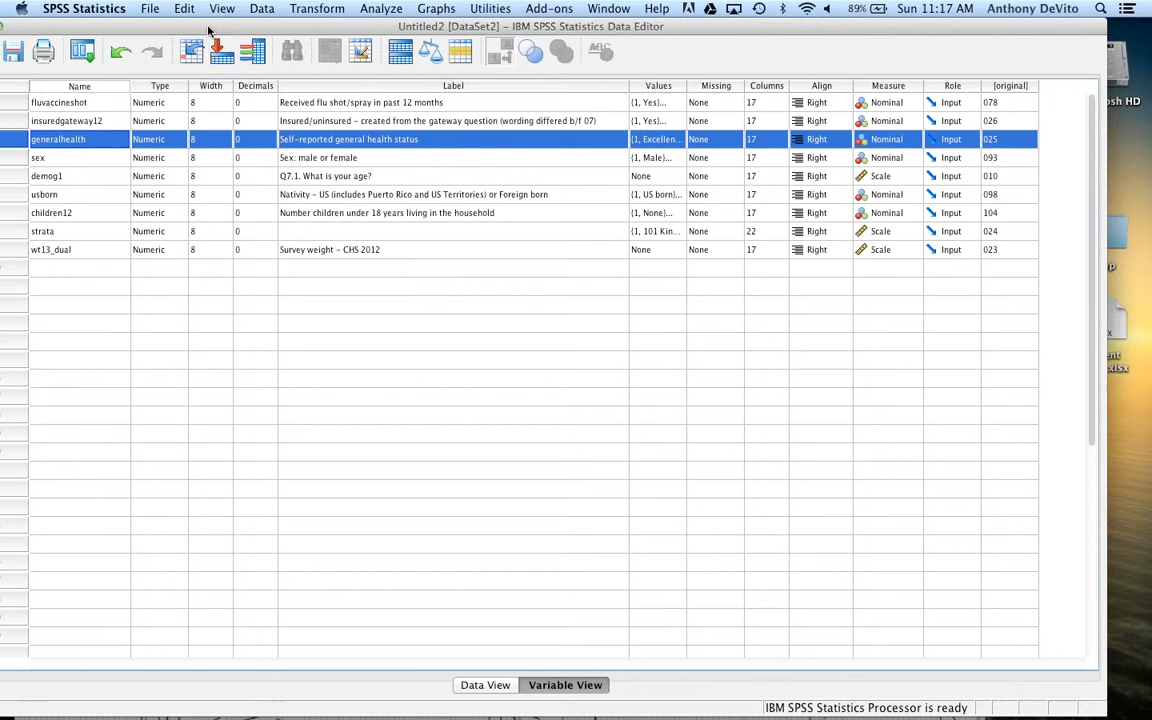 SPSS Statistics File Edit View Data Transform Analyze Graphs Utilities Add-ons Window Help 89% Sun 11:17 AM Anthony DeVito
Untitled2 [DataSet2] – IBM SPSS Statistics Data Editor
Name Type Width Decimals Label Values Missing Columns Align Measure Role [original]
fluvaccineshot Numeric 8 0 Received flu shot/spray in past 12 months {1, Yes}... None 17 Right Nominal Input 078
insuredgateway12 Numeric 8 0 Insured/uninsured – created from the gateway question (wording differed b/f 07) {1, Yes}... None 17 Right Nominal Input 026
generalhealth Numeric 8 0 Self-reported general health status {1, Excellen... None 17 Right Nominal Input 025
sex Numeric 8 0 Sex: male or female {1, Male}... None 17 Right Nominal Input 093
demog1 Numeric 8 0 Q7.1. What is your age? None None 17 Right Scale Input 010
usborn Numeric 8 0 Nativity – US (includes Puerto Rico and US Territories) or Foreign born {1, US born}... None 17 Right Nominal Input 098
children12 Numeric 8 0 Number children under 18 years living in the household {1, None}... None 17 Right Nominal Input 104
strata Numeric 8 0 {1, 101 Kin... None 22 Right Scale Input 024
wt13_dual Numeric 8 0 Survey weight – CHS 2012 None None 17 Right Scale Input 023
osh HD
ip
ent
.xlsx
Data View Variable View
IBM SPSS Statistics Processor is ready